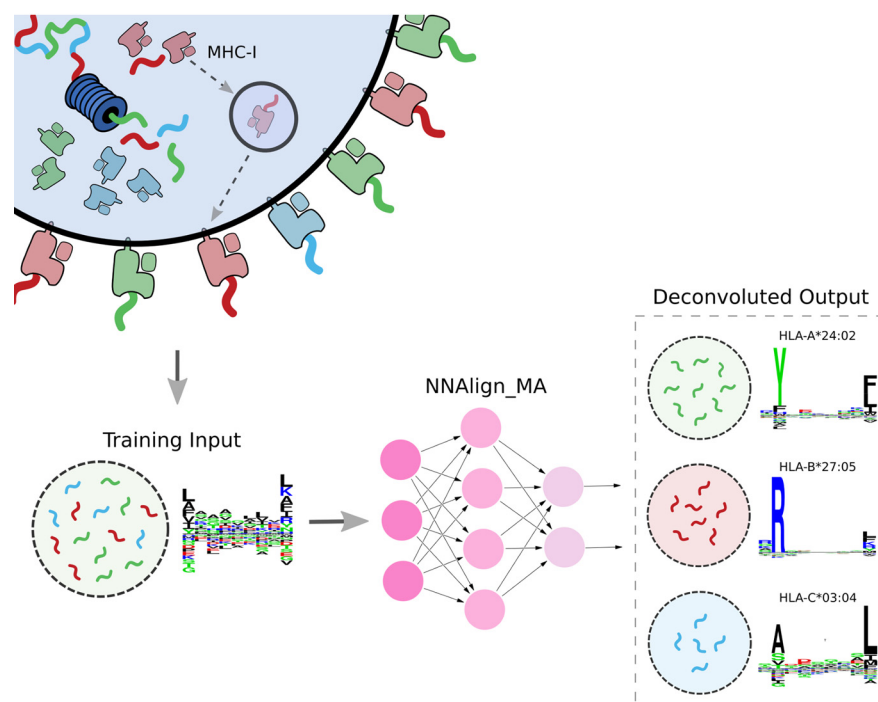 MHC-I
Deconvoluted Output
HLA-A*24:02
NNAlign_MA
Training Input
HLA-B*27:05
HLA-C*03:04